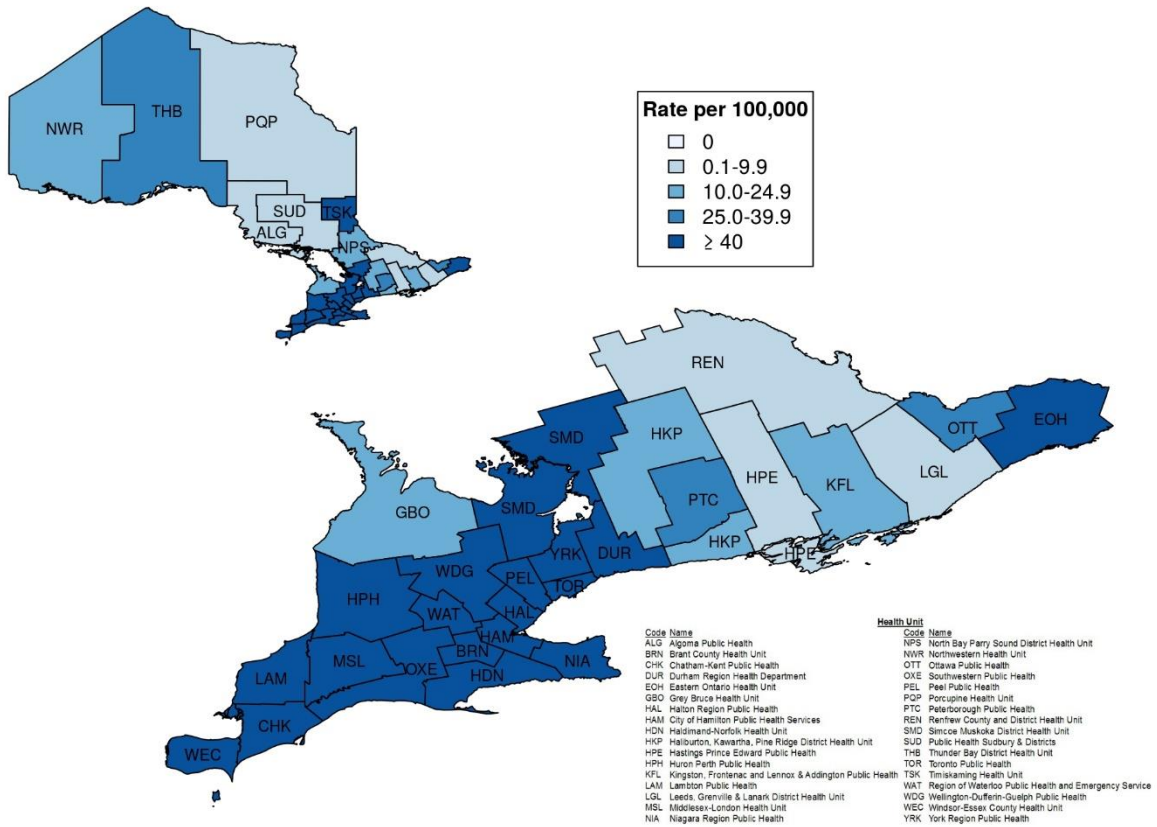 NWR
THB
PQP
SUD
ALG
TSK
NPS
Rate per 100,000
0
0.1-9.9
10.0-24.9
25.0-39.9
≥ 40
REN
SMD
HKP
OTT
EOH
HPE
LGL
KFL
PTC
SMD
GBO
HKP
HPE
YRK
DUR
WDG
PEL
TOR
HPH
WAT
HAL
HAM
BRN
MSL
OXE
NIA
HDN
LAM
CHK
WEC
Health Unit
Code Name
ALG Algoma Public Health
BRN Brant County Health Unit
CHK Chatham-Kent Public Health
DUR Durham Region Health Department
EOH Eastern Ontario Health Unit
GBO Grey Bruce Health Unit
HAL Halton Region Public Health
HAM City of Hamilton Public Health Services
HDN Haldimand-Norfolk Health Unit
HKP Haliburton, Kawartha, Pine Ridge District Health Unit
HPE Hastings Prince Edward Public Health
HPH Huron Perth Public Health
KFL Kingston, Frontenac and Lennox & Addington Public Health
LAM Lambton Public Health
LGL Leeds, Grenville & Lanark District Health Unit
MSL Middlesex-London Health Unit
NIA Niagara Region Public Health
Code Name
NPS North Bay Parry Sound District Health Unit
NWR Northwestern Health Unit
OTT Ottawa Public Health
OXE Southwestern Public Health
PEL Peel Public Health
PQP Porcupine Health Unit
PTC Peterborough Public Health
REN Renfrew County and District Health Unit
SMD Simcoe Muskoka District Health Unit
SUD Public Health Sudbury & Districts
THB Thunder Bay District Health Unit
TOR Toronto Public Health
TSK Timiskaming Health Unit
WAT Region of Waterloo Public Health and Emergency Service
WDG Wellington-Dufferin-Guelph Public Health
WEC Windsor-Essex County Health Unit
YRK York Region Public Health